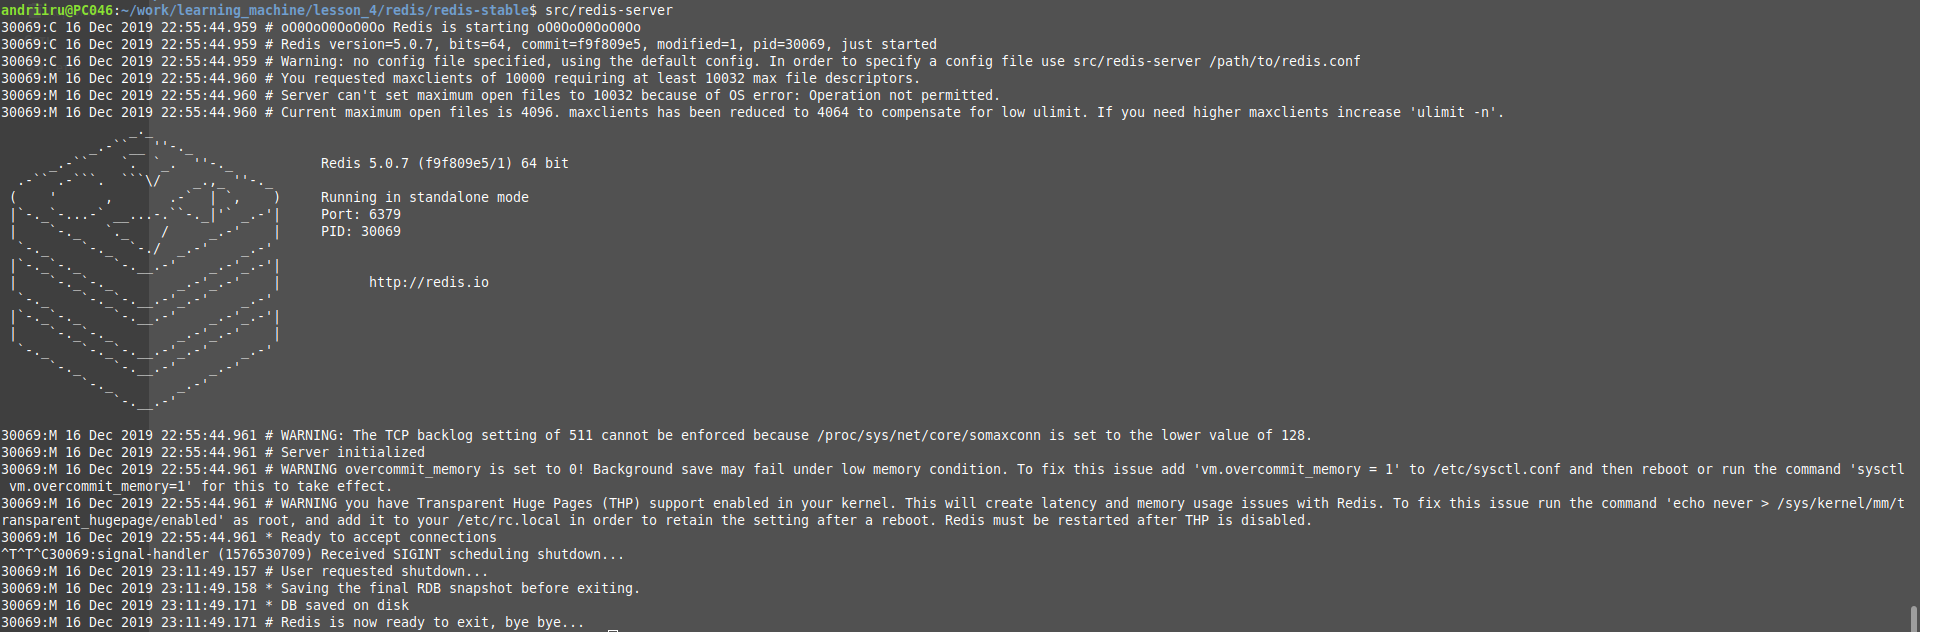 andriiru@PC046:~/work/learning_machine/lesson_4/redis/redis-stable$ src/redis-server
30069:C 16 Dec 2019 22:55:44.959 # oO0OoO0OoO0Oo Redis is starting oO0OoO0OoO0Oo
30069:C 16 Dec 2019 22:55:44.959 # Redis version=5.0.7, bits=64, commit=f9f809e5, modified=1, pid=30069, just started
30069:C 16 Dec 2019 22:55:44.959 # Warning: no config file specified, using the default config. In order to specify a config file use src/redis-server /path/to/redis.conf
30069:M 16 Dec 2019 22:55:44.960 # You requested maxclients of 10000 requiring at least 10032 max file descriptors.
30069:M 16 Dec 2019 22:55:44.960 # Server can't set maximum open files to 10032 because of OS error: Operation not permitted.
30069:M 16 Dec 2019 22:55:44.960 # Current maximum open files is 4096. maxclients has been reduced to 4064 to compensate for low ulimit. If you need higher maxclients increase 'ulimit -n'.
Redis 5.0.7 (f9f809e5/1) 64 bit
Running in standalone mode
Port: 6379
PID: 30069
http://redis.io
30069:M 16 Dec 2019 22:55:44.961 # WARNING: The TCP backlog setting of 511 cannot be enforced because /proc/sys/net/core/somaxconn is set to the lower value of 128.
30069:M 16 Dec 2019 22:55:44.961 # Server initialized
30069:M 16 Dec 2019 22:55:44.961 # WARNING overcommit_memory is set to 0! Background save may fail under low memory condition. To fix this issue add 'vm.overcommit_memory = 1' to /etc/sysctl.conf and then reboot or run the command 'sysctl
 vm.overcommit_memory=1' for this to take effect.
30069:M 16 Dec 2019 22:55:44.961 # WARNING you have Transparent Huge Pages (THP) support enabled in your kernel. This will create latency and memory usage issues with Redis. To fix this issue run the command 'echo never > /sys/kernel/mm/t
ransparent_hugepage/enabled' as root, and add it to your /etc/rc.local in order to retain the setting after a reboot. Redis must be restarted after THP is disabled.
30069:M 16 Dec 2019 22:55:44.961 * Ready to accept connections
^T^T^C30069:signal-handler (1576530709) Received SIGINT scheduling shutdown...
30069:M 16 Dec 2019 23:11:49.157 # User requested shutdown...
30069:M 16 Dec 2019 23:11:49.158 * Saving the final RDB snapshot before exiting.
30069:M 16 Dec 2019 23:11:49.171 * DB saved on disk
30069:M 16 Dec 2019 23:11:49.171 # Redis is now ready to exit, bye bye...